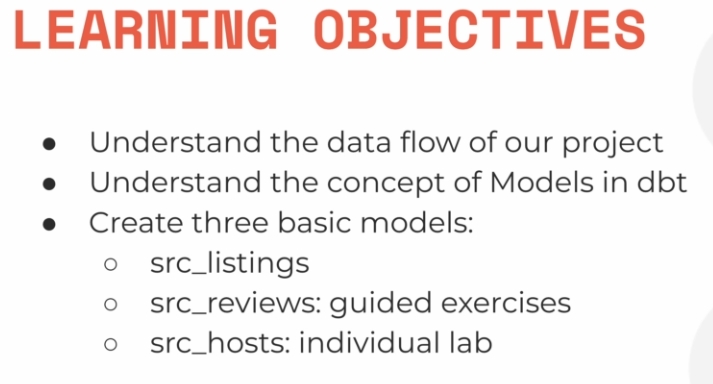 LEARNING OBJECTIVES
● Understand the data flow of our project
● Understand the concept of Models in dbt
● Create three basic models:
○ src_listings
○ src_reviews: guided exercises
○ src_hosts: individual lab